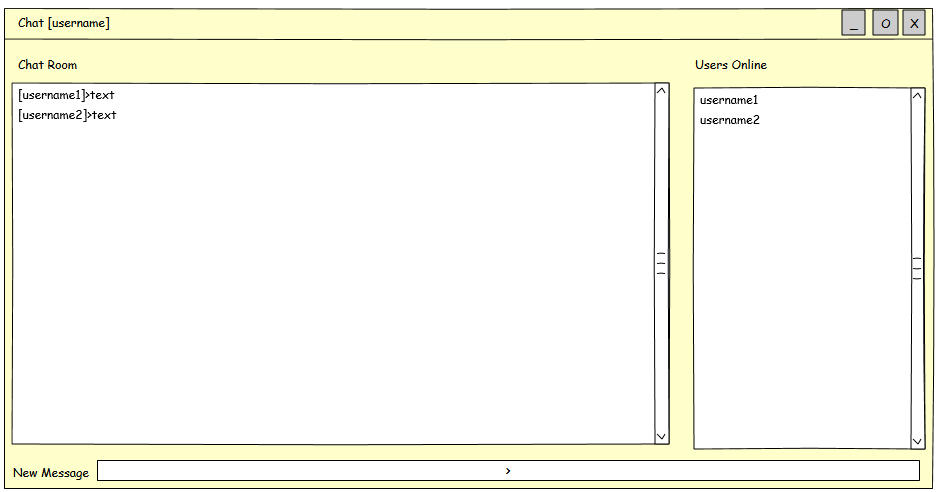 Chat [username]
_ O X
Chat Room
Users Online
[username1]>text
[username2]>text
username1
username2
New Message
>